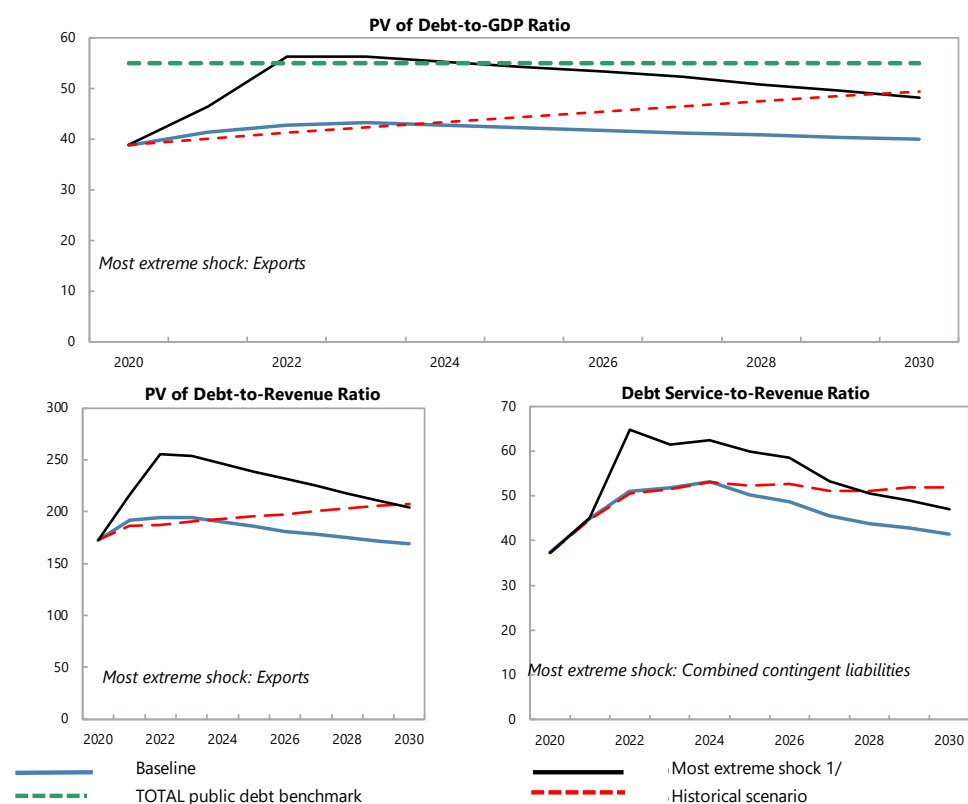 PV of Debt-to-GDP Ratio
60
50
40
30
20
10
0
Most extreme shock: Exports
2020 2022 2024 2026 2028 2030
PV of Debt-to-Revenue Ratio
300
250
200
150
100
50
0
Most extreme shock: Exports
2020 2022 2024 2026 2028 2030
Debt Service-to-Revenue Ratio
70
60
50
40
30
20
10
0
Most extreme shock: Combined contingent liabilities
2020 2022 2024 2026 2028 2030
Baseline
Most extreme shock 1/
TOTAL public debt benchmark
Historical scenario